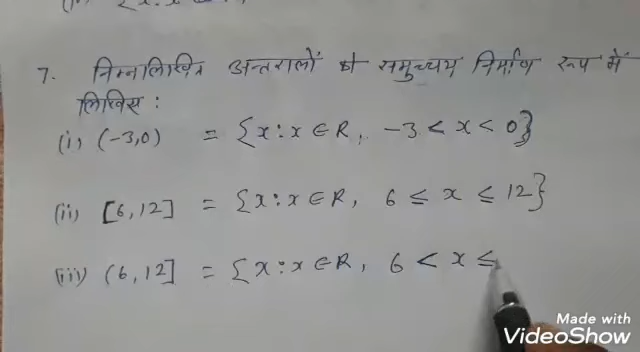 7. निम्नलिखित अन्तरालों को समुच्चय निर्माण रूप में
लिखिए :
(i) (-3,0) = {x:x∈R, -3 < x < 0}
(ii) [6,12] = {x:x∈R, 6 ≤ x ≤ 12}
(iii) (6,12] = {x:x∈R, 6 < x ≤
Made with
VideoShow